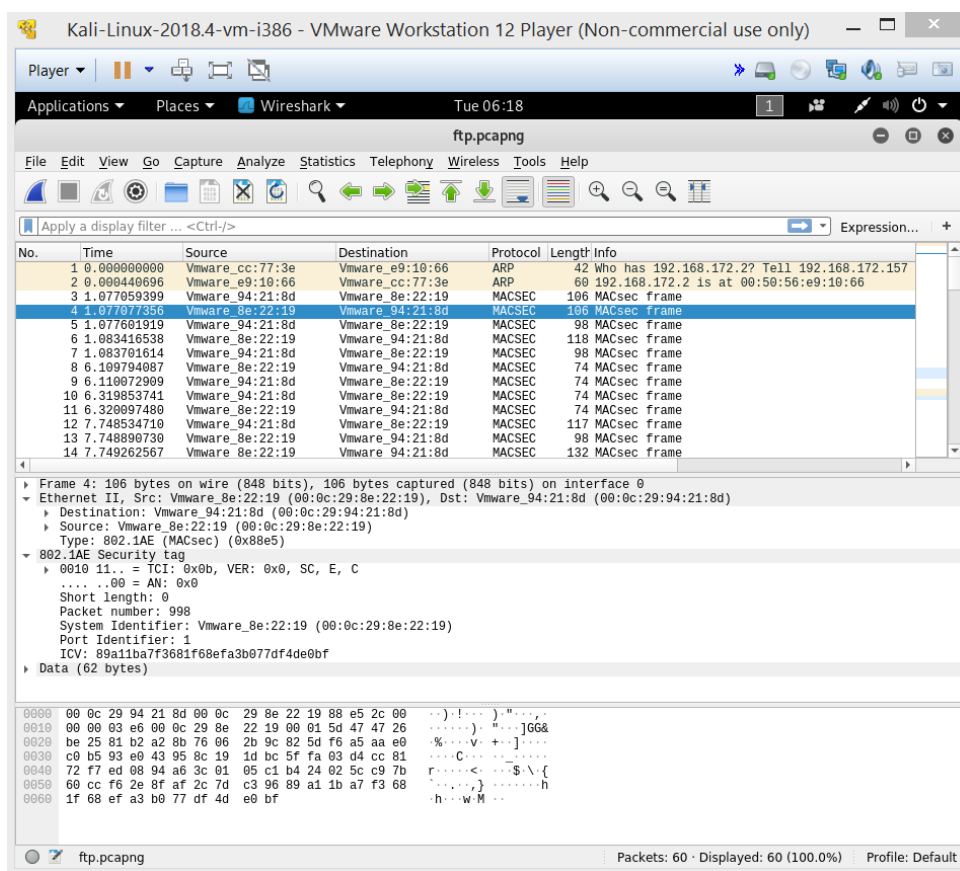 Kali-Linux-2018.4-vm-i386 - VMware Workstation 12 Player (Non-commercial use only)
Player
Applications Places Wireshark Tue 06:18 1
ftp.pcapng
File Edit View Go Capture Analyze Statistics Telephony Wireless Tools Help
Apply a display filter ... <Ctrl-/> Expression... +
No. Time Source Destination Protocol Length Info
1 0.000000000 Vmware_cc:77:3e Vmware_e9:10:66 ARP 42 Who has 192.168.172.2? Tell 192.168.172.157
2 0.000440696 Vmware_e9:10:66 Vmware_cc:77:3e ARP 60 192.168.172.2 is at 00:50:56:e9:10:66
3 1.077059399 Vmware_94:21:8d Vmware_8e:22:19 MACSEC 106 MACsec frame
4 1.077077356 Vmware_8e:22:19 Vmware_94:21:8d MACSEC 106 MACsec frame
5 1.077601919 Vmware_94:21:8d Vmware_8e:22:19 MACSEC 98 MACsec frame
6 1.083416538 Vmware_8e:22:19 Vmware_94:21:8d MACSEC 118 MACsec frame
7 1.083701614 Vmware_94:21:8d Vmware_8e:22:19 MACSEC 98 MACsec frame
8 6.109794087 Vmware_8e:22:19 Vmware_94:21:8d MACSEC 74 MACsec frame
9 6.110072909 Vmware_94:21:8d Vmware_8e:22:19 MACSEC 74 MACsec frame
10 6.319853741 Vmware_94:21:8d Vmware_8e:22:19 MACSEC 74 MACsec frame
11 6.320097480 Vmware_8e:22:19 Vmware_94:21:8d MACSEC 74 MACsec frame
12 7.748534710 Vmware_8e:22:19 Vmware_94:21:8d MACSEC 117 MACsec frame
13 7.748890730 Vmware_94:21:8d Vmware_8e:22:19 MACSEC 98 MACsec frame
14 7.749262567 Vmware_8e:22:19 Vmware_94:21:8d MACSEC 132 MACsec frame
Frame 4: 106 bytes on wire (848 bits), 106 bytes captured (848 bits) on interface 0
Ethernet II, Src: Vmware_8e:22:19 (00:0c:29:8e:22:19), Dst: Vmware_94:21:8d (00:0c:29:94:21:8d)
Destination: Vmware_94:21:8d (00:0c:29:94:21:8d)
Source: Vmware_8e:22:19 (00:0c:29:8e:22:19)
Type: 802.1AE (MACsec) (0x88e5)
802.1AE Security tag
0010 11.. = TCI: 0x0b, VER: 0x0, SC, E, C
.... ..00 = AN: 0x0
Short length: 0
Packet number: 998
System Identifier: Vmware_8e:22:19 (00:0c:29:8e:22:19)
Port Identifier: 1
ICV: 89a11ba7f3681f68efa3b077df4de0bf
Data (62 bytes)
0000 00 0c 29 94 21 8d 00 0c 29 8e 22 19 88 e5 2c 00 ··)·!··· )·"···,·
0010 00 00 03 e6 00 0c 29 8e 22 19 00 01 5d 47 47 26 ······)· "···]GG&
0020 be 25 81 b2 a2 8b 76 06 2b 9c 82 5d f6 a5 aa e0 ·%····v· +··]····
0030 c0 b5 93 e0 43 95 8c 19 1d bc 5f fa 03 d4 cc 81 ····C··· ··_·····
0040 72 f7 ed 08 94 a6 3c 01 05 c1 b4 24 02 5c c9 7b r·····<· ···$·\·{
0050 60 cc f6 2e 8f af 2c 7d c3 96 89 a1 1b a7 f3 68 `··.··,} ·······h
0060 1f 68 ef a3 b0 77 df 4d e0 bf ·h···w·M ··
ftp.pcapng Packets: 60 · Displayed: 60 (100.0%) Profile: Default